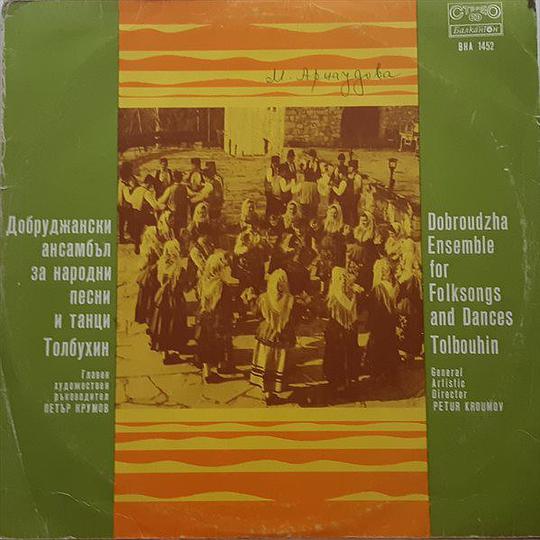 СТЕРЕО
Балкантон
ВНА 1452
М. Арнаудова
Добруджански
ансамбъл
за народни
песни
и танци
Толбухин
Главен
художествен
ръководител
ПЕТЪР КРУМОВ
Dobroudzha
Ensemble
for
Folksongs
and Dances
Tolbouhin
General
Artistic
Director
PETUR KROUMOV